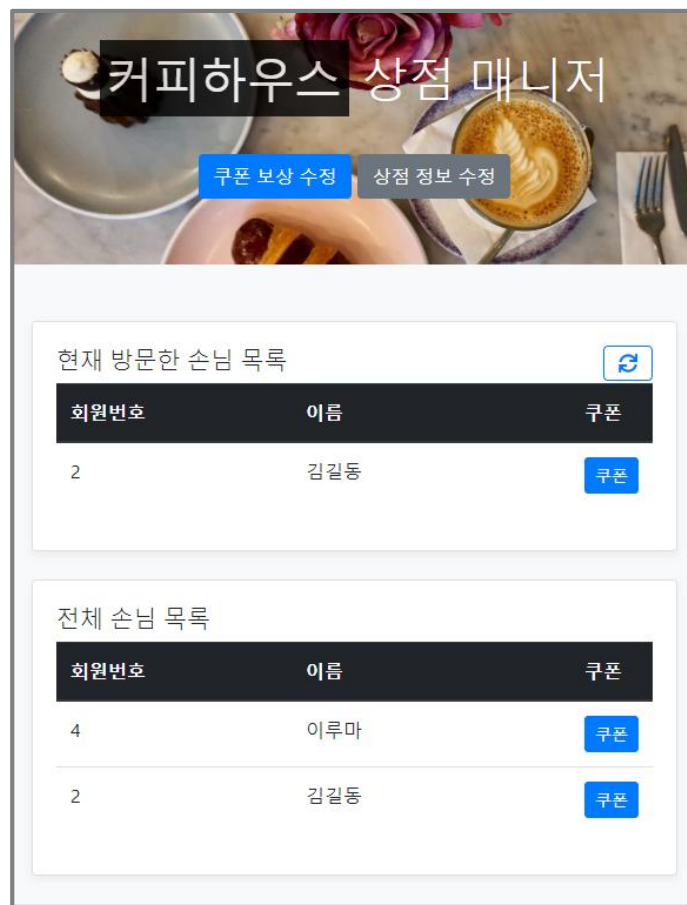 커피하우스 상점 매니저
쿠폰 보상 수정 상점 정보 수정
현재 방문한 손님 목록
회원번호 이름 쿠폰
2 김길동 쿠폰
전체 손님 목록
회원번호 이름 쿠폰
4 이루마 쿠폰
2 김길동 쿠폰